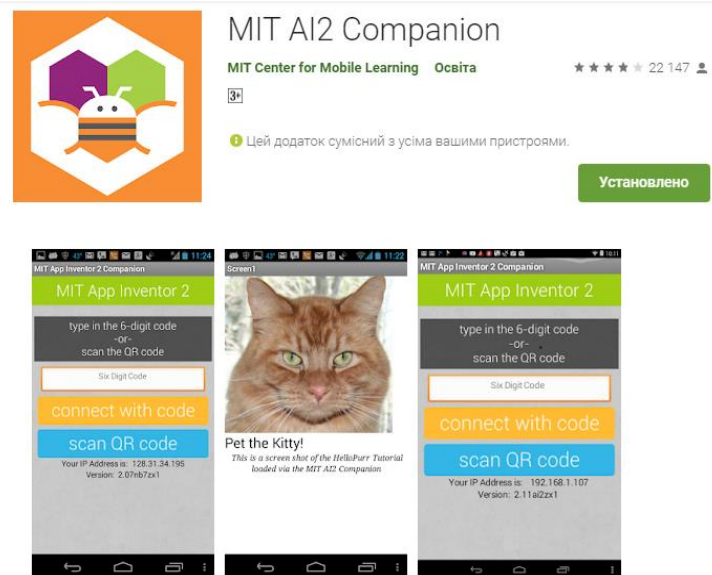 MIT AI2 Companion
MIT Center for Mobile Learning Освіта 22 147
3+
Цей додаток сумісний з усіма вашими пристроями.
Установлено
43° 11:24
MIT App Inventor 2 Companion
MIT App Inventor 2
type in the 6-digit code
-or-
scan the QR code
Six Digit Code
connect with code
scan QR code
Your IP Address is: 128.31.34.195
Version: 2.07nb7zx1
43° 11:22
Screen1
Pet the Kitty!
This is a screen shot of the HelloPurr Tutorial
loaded via the MIT AI2 Companion
MIT App Inventor 2 Companion
MIT App Inventor 2
type in the 6-digit code
-or-
scan the QR code
Six Digit Code
connect with code
scan QR code
Your IP Address is: 192.168.1.107
Version: 2.11ai2zx1